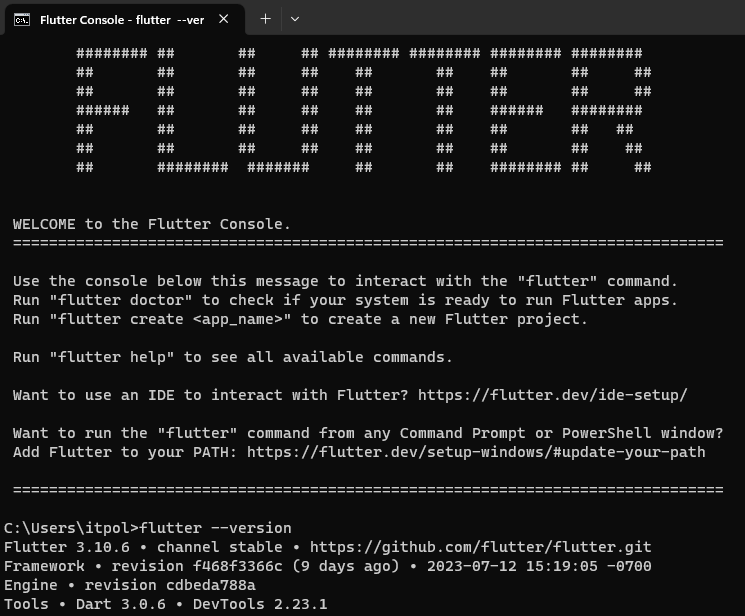 Flutter Console - flutter --ver
######## ##       ##     ## ######## ######## ######## ########
##       ##       ##     ##    ##       ##    ##       ##     ##
##       ##       ##     ##    ##       ##    ##       ##     ##
######   ##       ##     ##    ##       ##    ######   ########
##       ##       ##     ##    ##       ##    ##       ##   ##
##       ##       ##     ##    ##       ##    ##       ##    ##
##       ########  #######     ##       ##    ######## ##     ##
WELCOME to the Flutter Console.
===============================================================================
Use the console below this message to interact with the "flutter" command.
Run "flutter doctor" to check if your system is ready to run Flutter apps.
Run "flutter create <app_name>" to create a new Flutter project.
Run "flutter help" to see all available commands.
Want to use an IDE to interact with Flutter? https://flutter.dev/ide-setup/
Want to run the "flutter" command from any Command Prompt or PowerShell window?
Add Flutter to your PATH: https://flutter.dev/setup-windows/#update-your-path
===============================================================================
C:\Users\itpol>flutter --version
Flutter 3.10.6 • channel stable • https://github.com/flutter/flutter.git
Framework • revision f468f3366c (9 days ago) • 2023-07-12 15:19:05 -0700
Engine • revision cdbeda788a
Tools • Dart 3.0.6 • DevTools 2.23.1